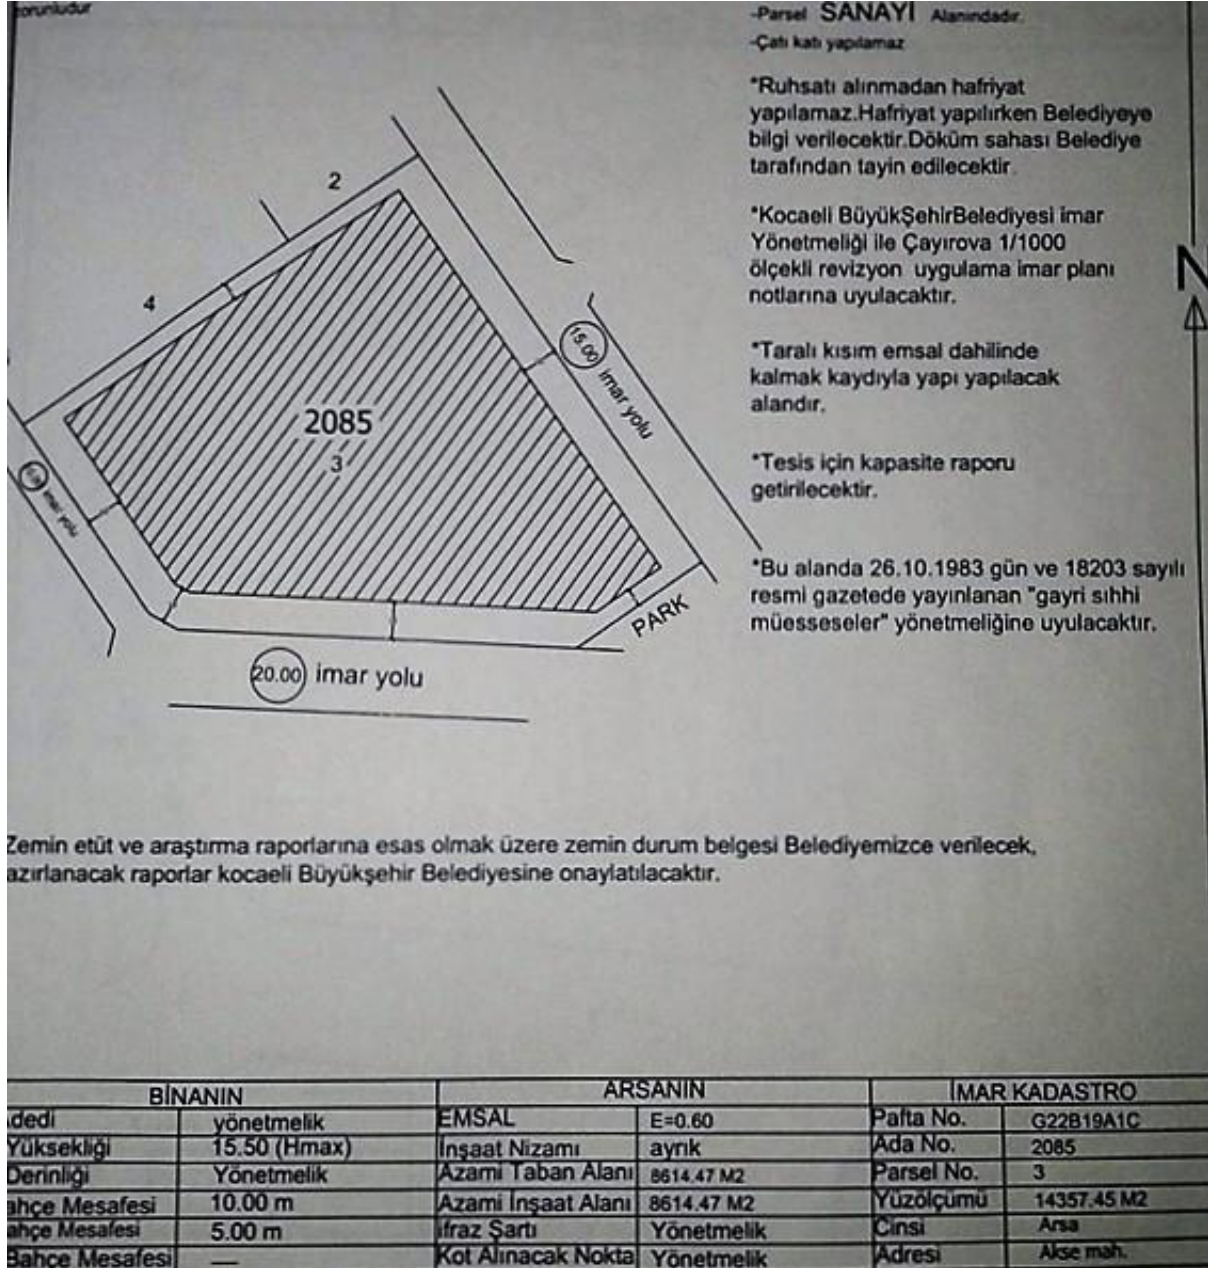 zorunludur
-Parsel SANAYİ Alanındadır.
-Çatı katı yapılamaz
*Ruhsatı alınmadan hafriyat
yapılamaz.Hafriyat yapılırken Belediyeye
bilgi verilecektir.Döküm sahası Belediye
tarafından tayin edilecektir.
*Kocaeli BüyükŞehirBelediyesi imar
Yönetmeliği ile Çayırova 1/1000
ölçekli revizyon uygulama imar planı
notlarına uyulacaktır.
*Taralı kısım emsal dahilinde
kalmak kaydıyla yapı yapılacak
alandır.
*Tesis için kapasite raporu
getirilecektir.
*Bu alanda 26.10.1983 gün ve 18203 sayılı
resmi gazetede yayınlanan "gayri sıhhi
müesseseler" yönetmeliğine uyulacaktır.
N
2
4
15.00 imar yolu
2085
3
imar yolu
PARK
20.00 imar yolu
Zemin etüt ve araştırma raporlarına esas olmak üzere zemin durum belgesi Belediyemizce verilecek,
azırlanacak raporlar kocaeli Büyükşehir Belediyesine onaylatılacaktır.
BİNANIN ARSANIN İMAR KADASTRO
dedi yönetmelik EMSAL E=0.60 Pafta No. G22B19A1C
Yüksekliği 15.50 (Hmax) İnşaat Nizamı ayrık Ada No. 2085
Derinliği Yönetmelik Azami Taban Alanı 8614.47 M2 Parsel No. 3
ahçe Mesafesi 10.00 m Azami İnşaat Alanı 8614.47 M2 Yüzölçümü 14357.45 M2
ahçe Mesafesi 5.00 m ifraz Şartı Yönetmelik Cinsi Arsa
Bahçe Mesafesi — Kot Alınacak Nokta Yönetmelik Adresi Akse mah.